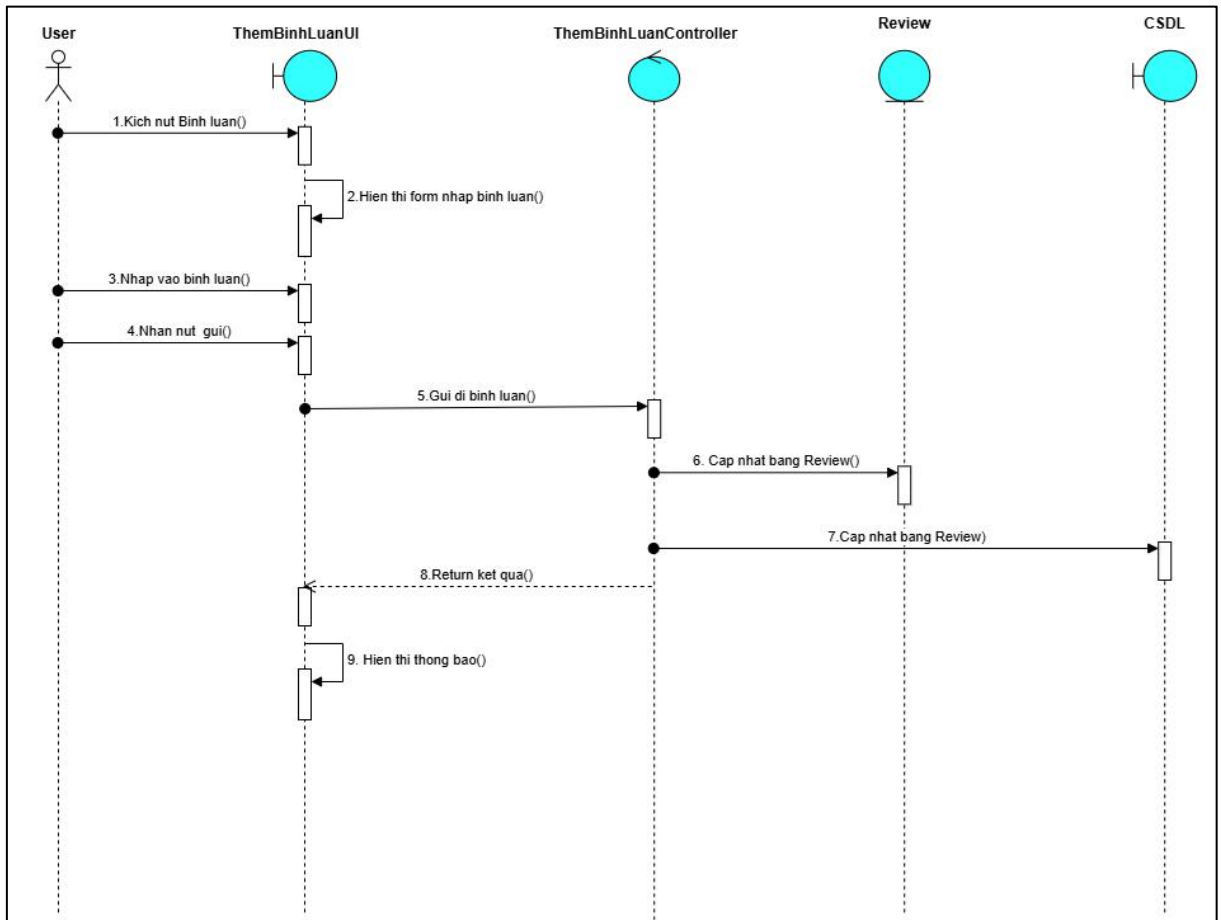 User
ThemBinhLuanUI
ThemBinhLuanController
Review
CSDL
1.Kich nut Binh luan()
2.Hien thi form nhap binh luan()
3.Nhap vao binh luan()
4.Nhan nut gui()
5.Gui di binh luan()
6. Cap nhat bang Review()
7.Cap nhat bang Review)
8.Return ket qua()
9. Hien thi thong bao()